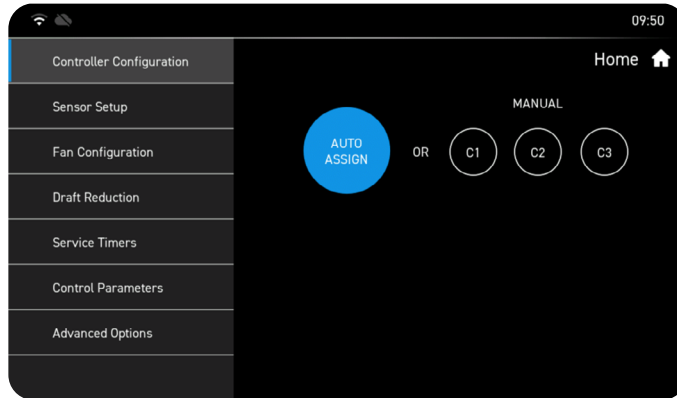 09:50
Home
Controller Configuration
Sensor Setup
Fan Configuration
Draft Reduction
Service Timers
Control Parameters
Advanced Options
MANUAL
AUTO
ASSIGN
OR
C1
C2
C3